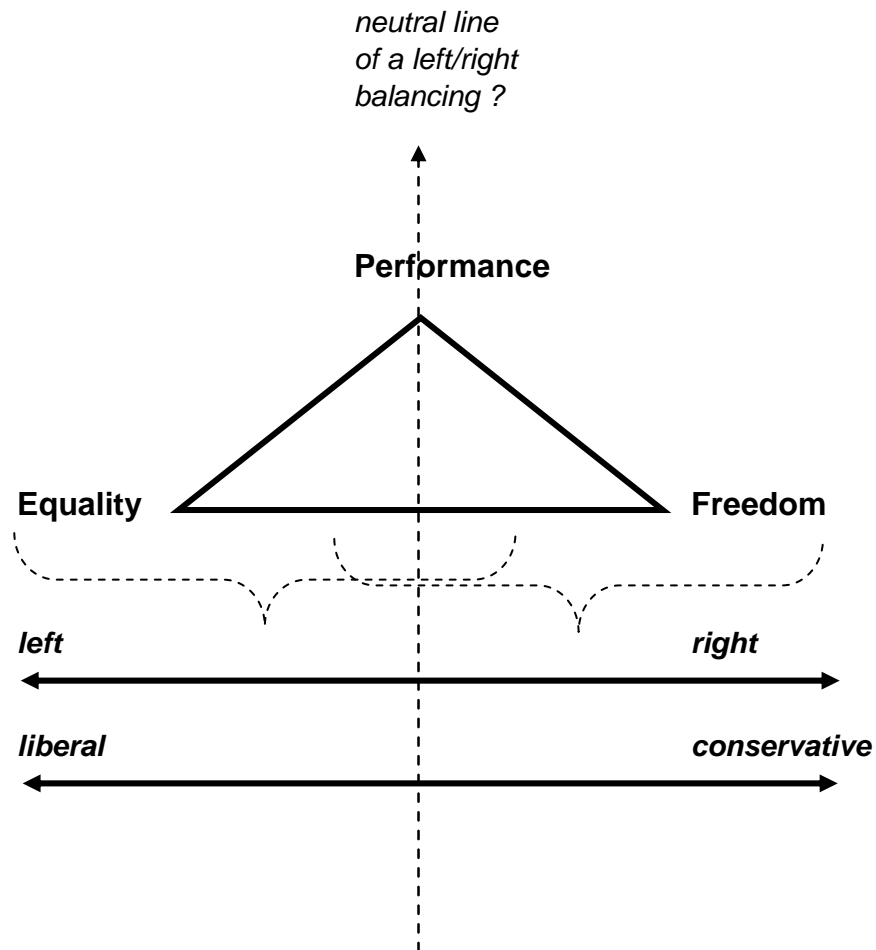 neutral line
of a left/right
balancing ?
Performance
Equality Freedom
left right
liberal conservative